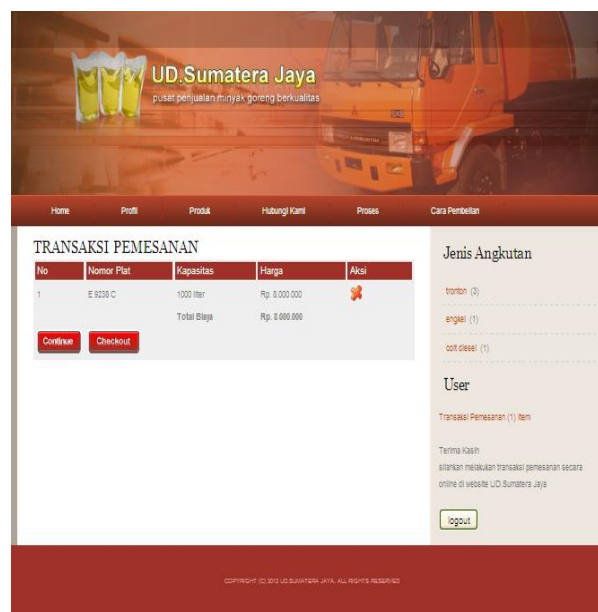 UD.Sumatera Jaya
pusat penjualan minyak goreng berkualitas
Home Profil Produk Hubungi Kami Proses Cara Pembelian
TRANSAKSI PEMESANAN
No Nomor Plat Kapasitas Harga Aksi
1 E 9238 C 1000 liter Rp. 8.000.000
Total Biaya Rp. 8.000.000
Continue Checkout
Jenis Angkutan
tronton (3)
engkel (1)
colt diesel (1)
User
Transaksi Pemesanan (1) item
Terima Kasih
silahkan melakukan transaksi pemesanan secara
online di website UD.Sumatera Jaya
logout
COPYRIGHT (C) 2012 UD.SUMATERA JAYA. ALL RIGHTS RESERVED